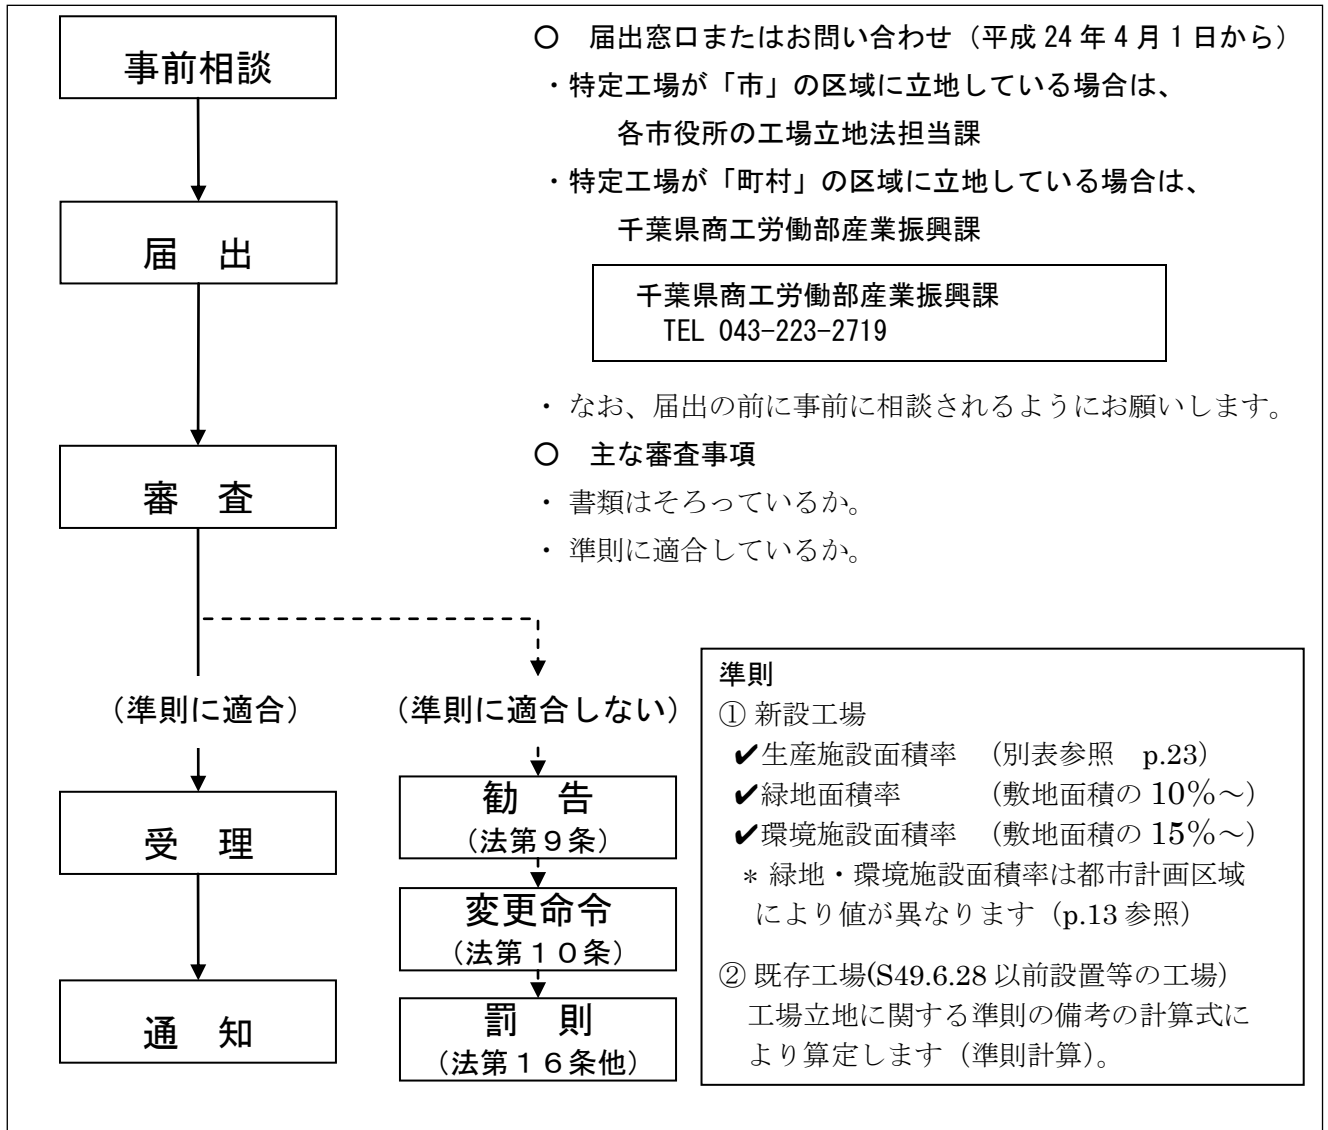 事前相談
届　出
審　査
（準則に適合）
（準則に適合しない）
受　理
通　知
勧　告
（法第９条）
変更命令
（法第１０条）
罰　則
（法第１６条他）
○　届出窓口またはお問い合わせ（平成 24 年 4 月 1 日から）
・特定工場が「市」の区域に立地している場合は、
各市役所の工場立地法担当課
・特定工場が「町村」の区域に立地している場合は、
千葉県商工労働部産業振興課
千葉県商工労働部産業振興課
TEL 043-223-2719
・ なお、届出の前に事前に相談されるようにお願いします。
○　主な審査事項
・ 書類はそろっているか。
・ 準則に適合しているか。
準則
① 新設工場
✔生産施設面積率　（別表参照　p.23）
✔緑地面積率　　　（敷地面積の 10％～）
✔環境施設面積率　（敷地面積の 15％～）
＊ 緑地・環境施設面積率は都市計画区域
により値が異なります（p.13 参照）
② 既存工場(S49.6.28 以前設置等の工場）
工場立地に関する準則の備考の計算式に
より算定します（準則計算）。